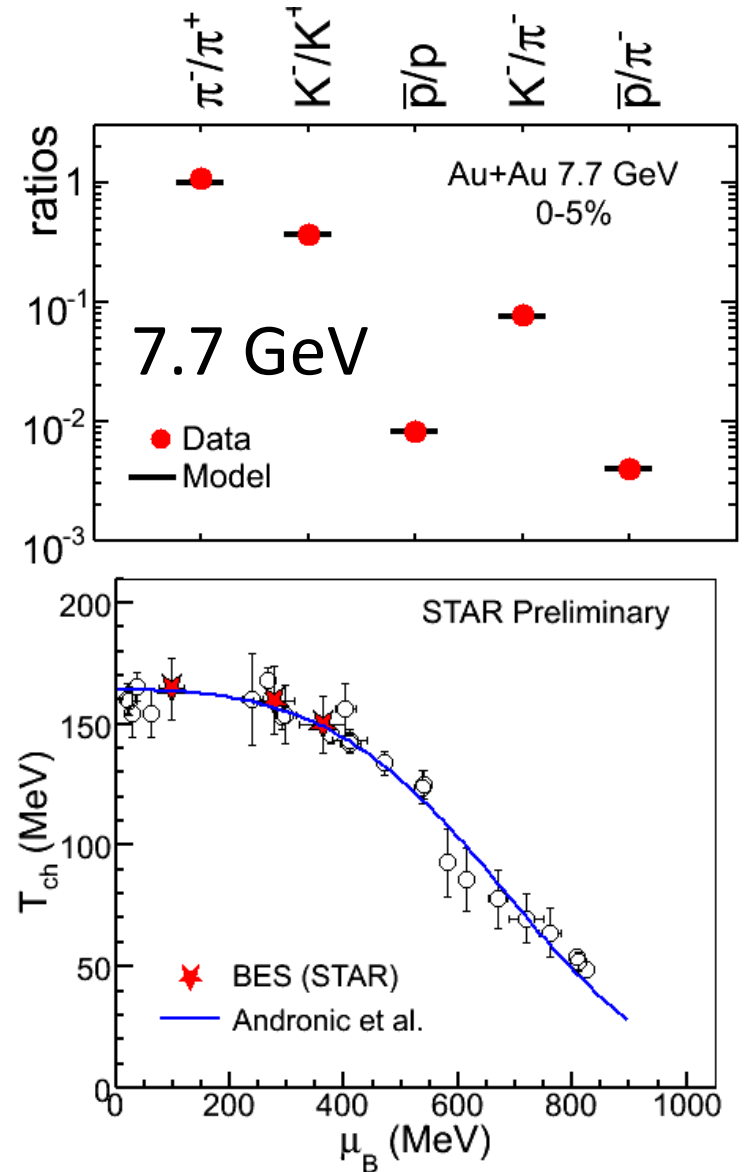 π⁻/π⁺
K⁻/K⁺
p̅/p
K⁻/π⁻
p̅/π⁻
ratios
1
10⁻¹
10⁻²
10⁻³
Au+Au 7.7 GeV
0-5%
7.7 GeV
Data
Model
STAR Preliminary
200
150
100
50
0
T_ch (MeV)
BES (STAR)
Andronic et al.
0 200 400 600 800 1000
μ_B (MeV)